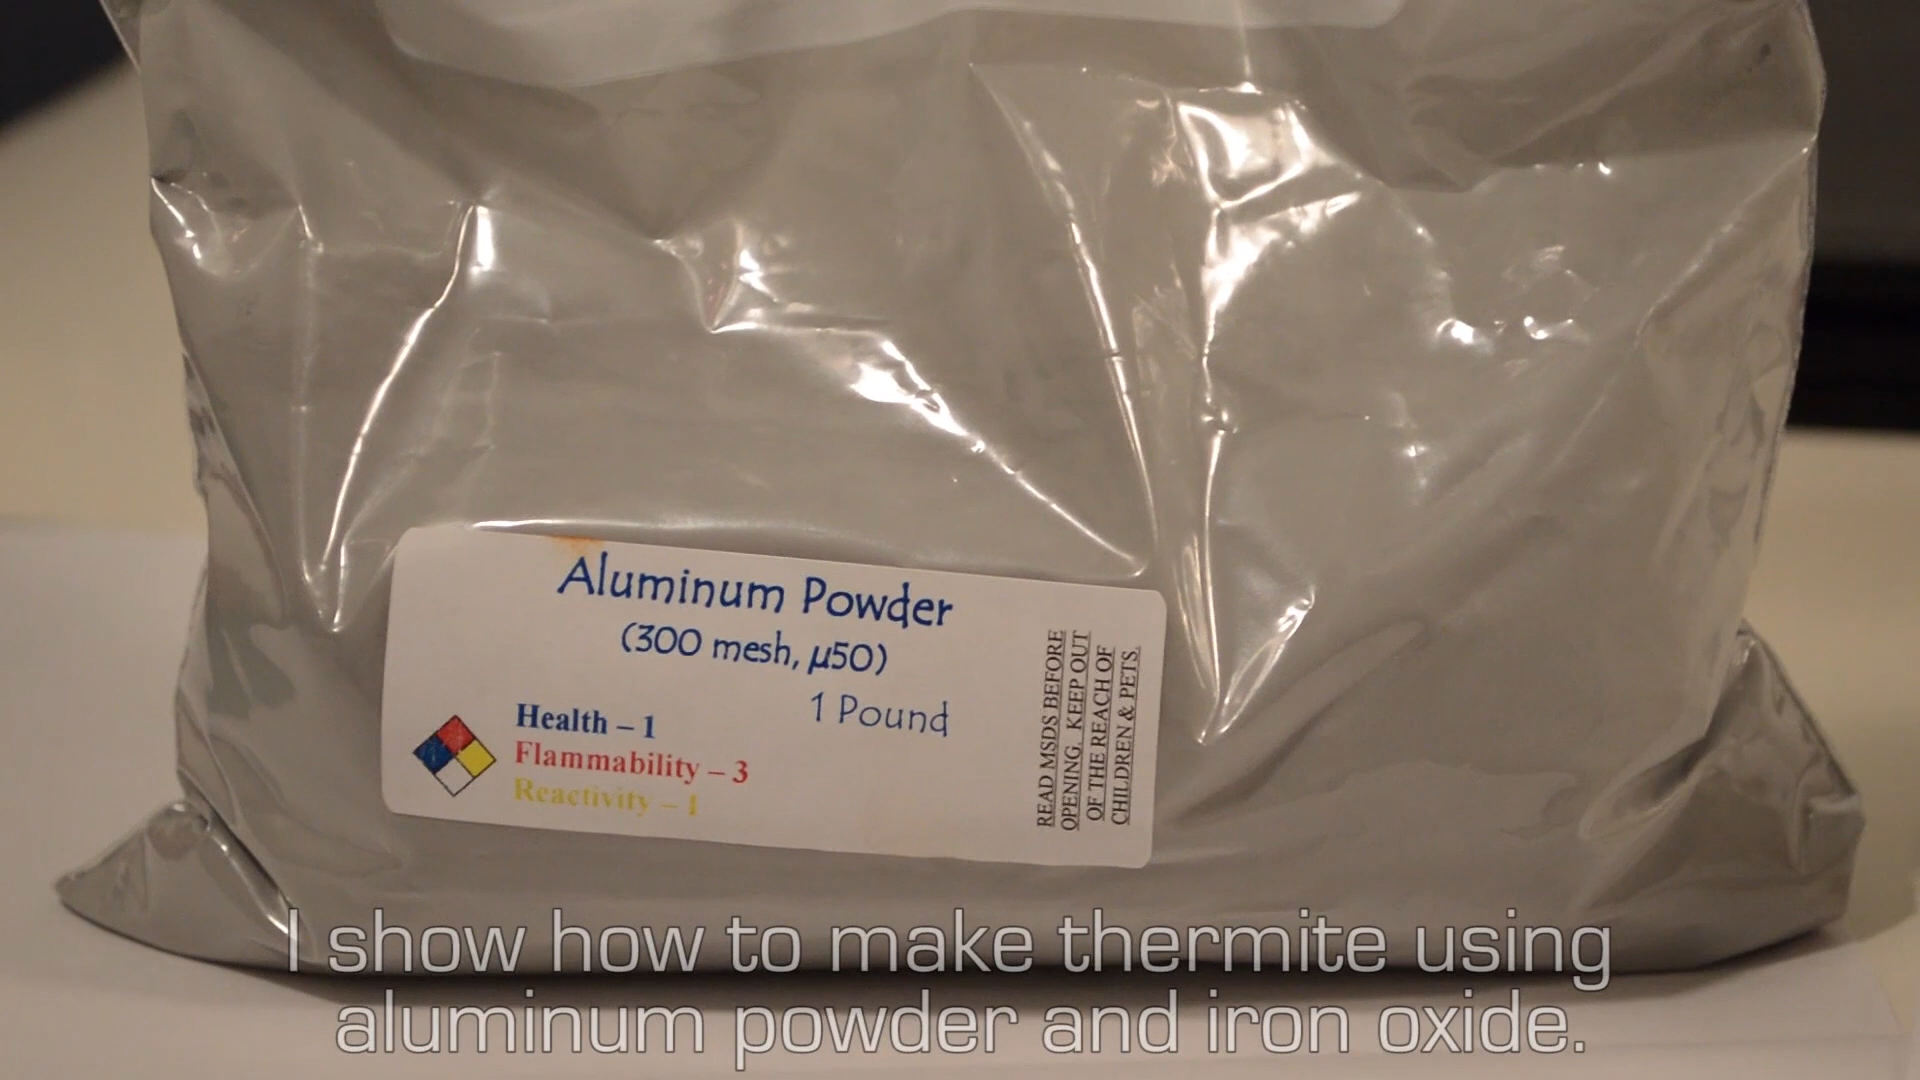 Aluminum Powder
(300 mesh, µ50)
1 Pound
Health – 1
Flammability – 3
Reactivity – 1
READ MSDS BEFORE
OPENING. KEEP OUT
OF THE REACH OF
CHILDREN & PETS.
I show how to make thermite using
aluminum powder and iron oxide.